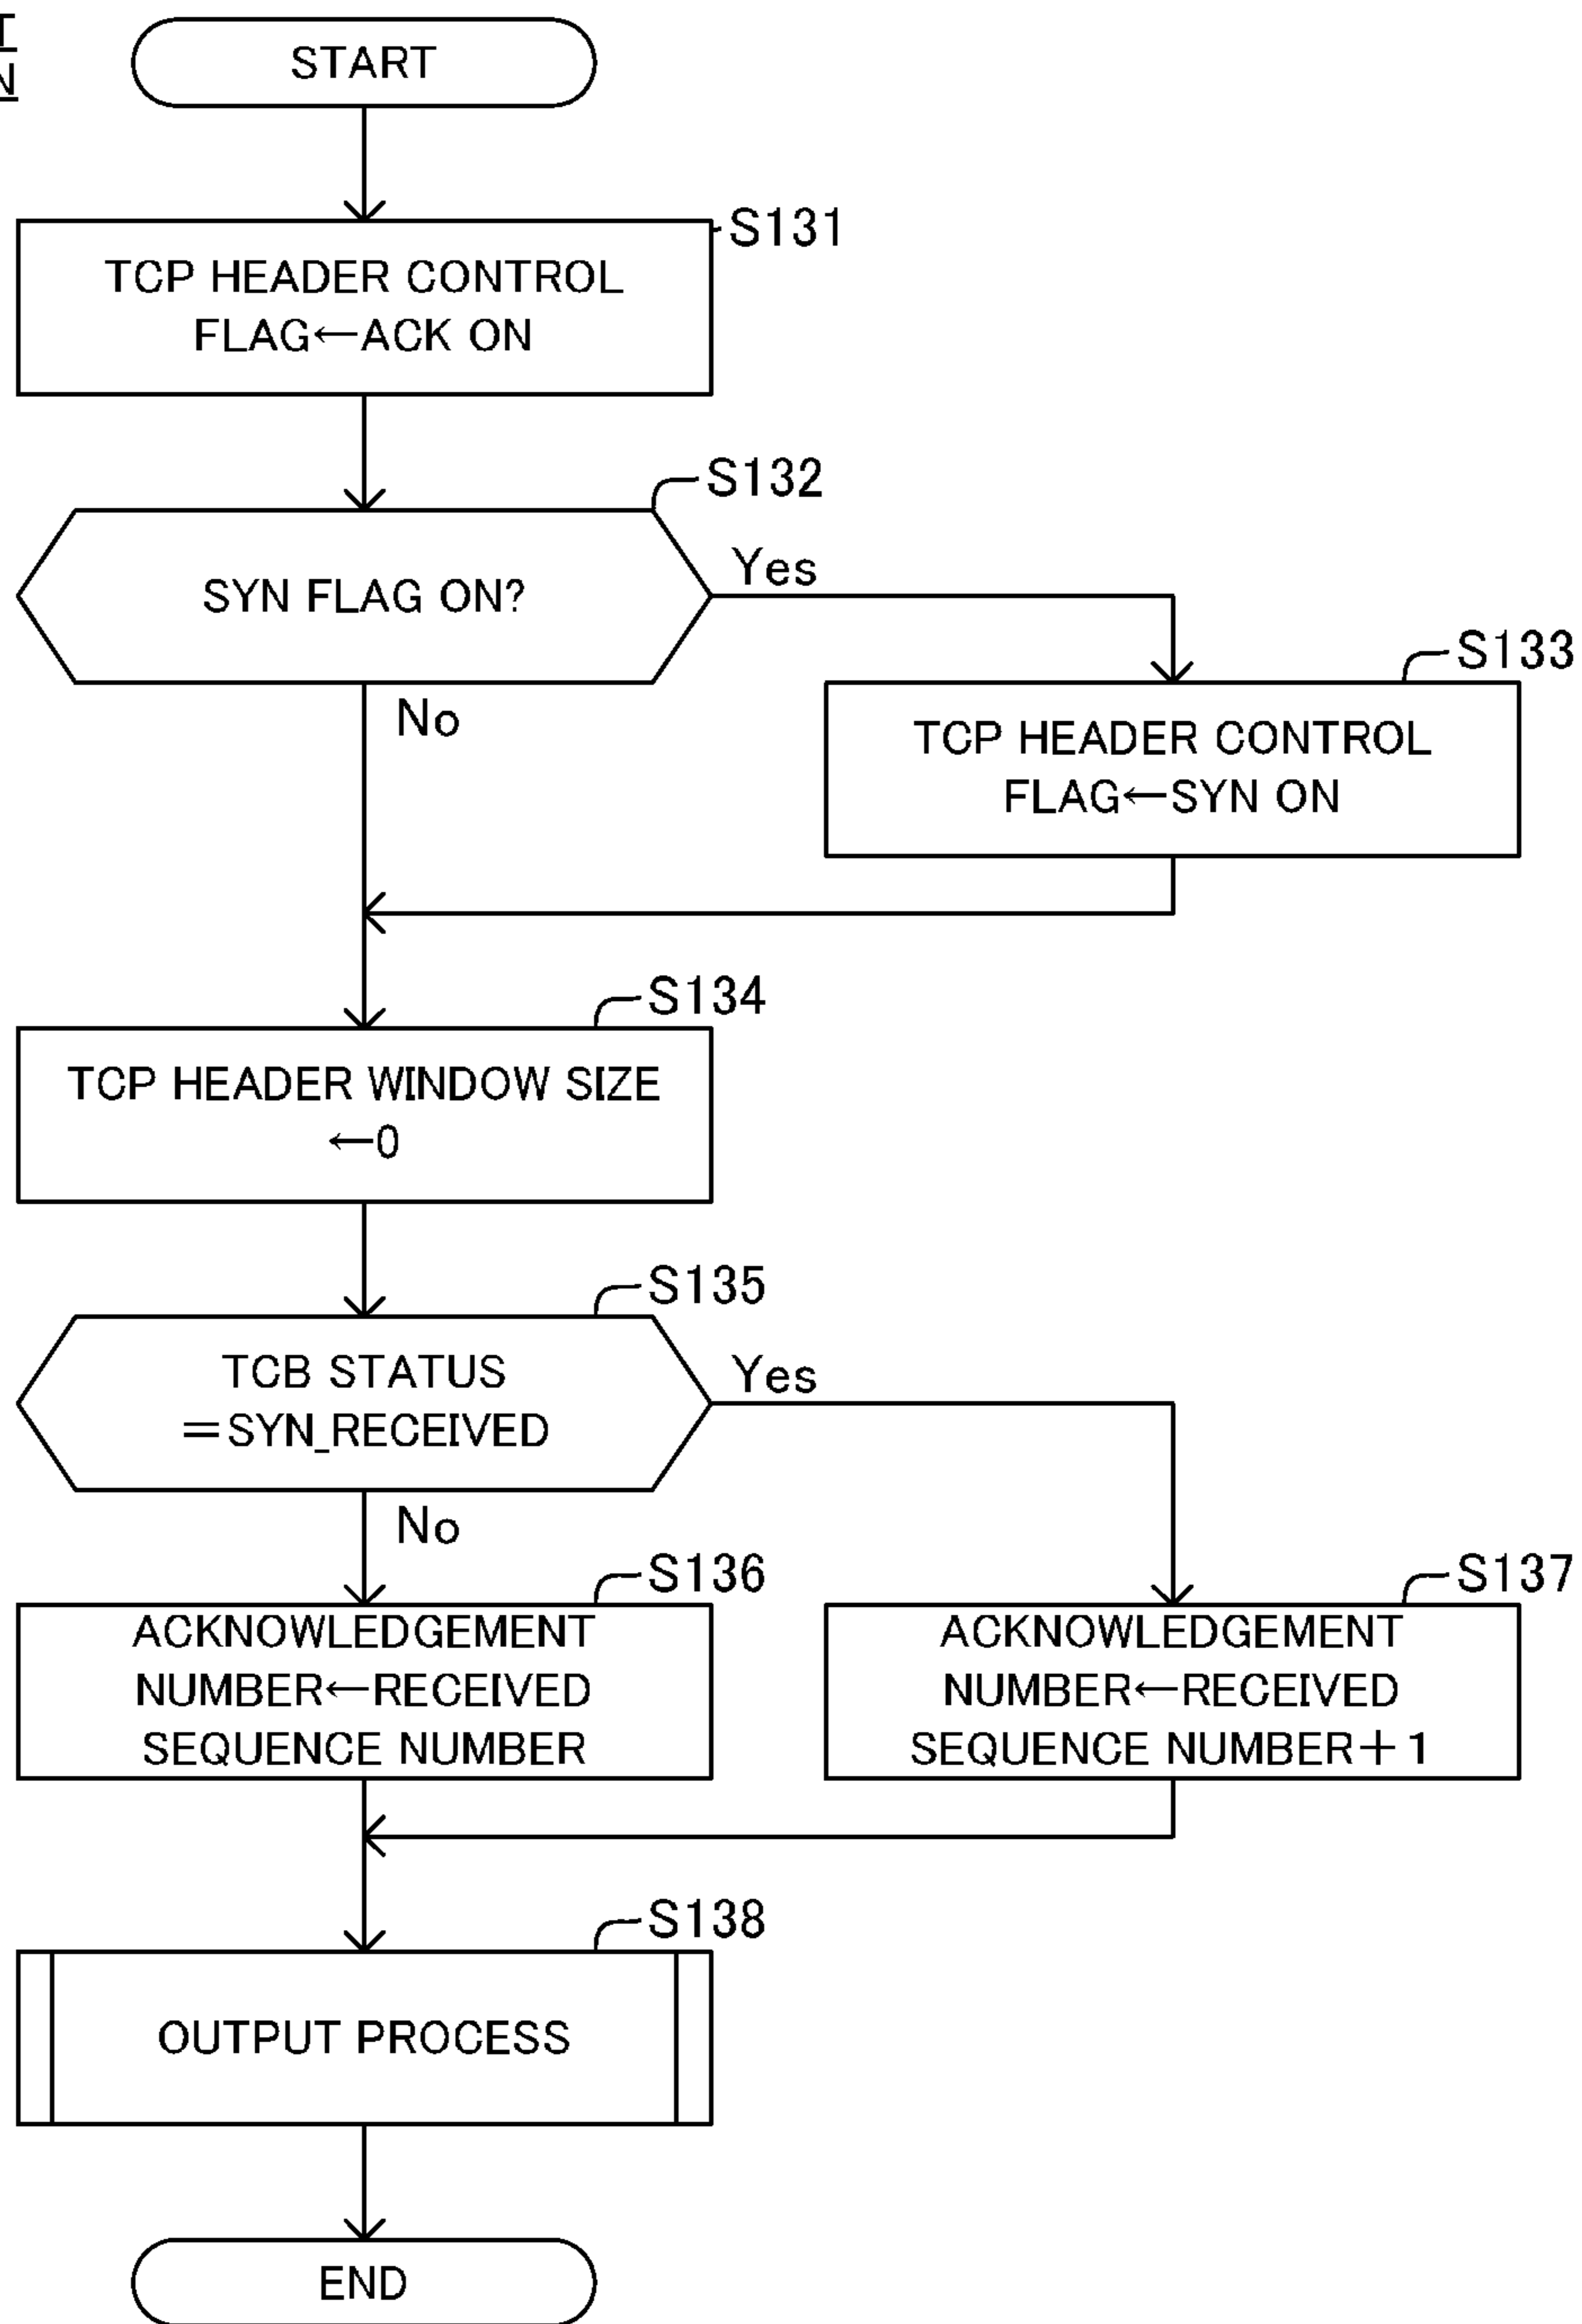 START
S131
TCP HEADER CONTROL
FLAG←ACK ON
S132
SYN FLAG ON?
Yes
No
S133
TCP HEADER CONTROL
FLAG←SYN ON
S134
TCP HEADER WINDOW SIZE
←0
S135
TCB STATUS
=SYN_RECEIVED
Yes
No
S136
ACKNOWLEDGEMENT
NUMBER←RECEIVED
SEQUENCE NUMBER
S137
ACKNOWLEDGEMENT
NUMBER←RECEIVED
SEQUENCE NUMBER+1
S138
OUTPUT PROCESS
END